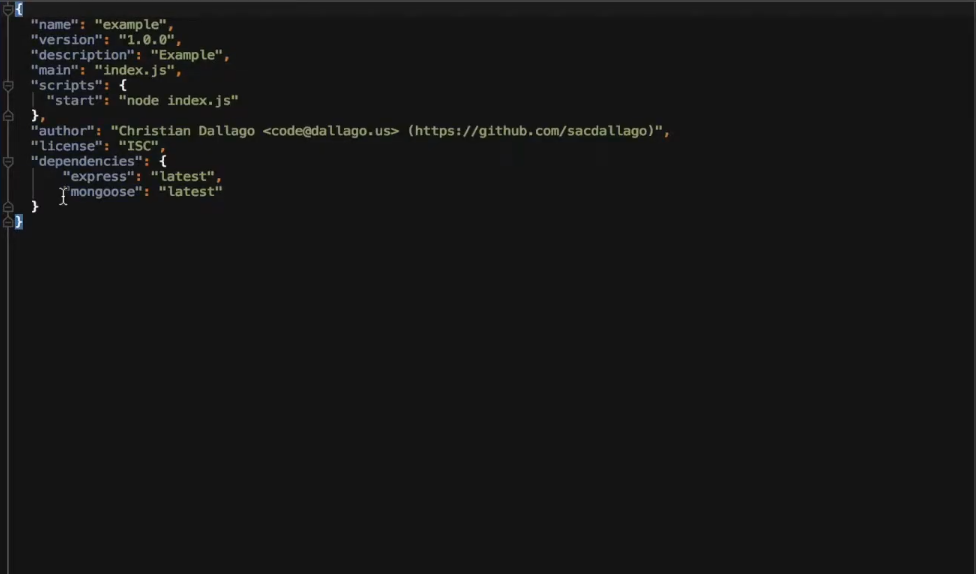 {
"name": "example",
"version": "1.0.0",
"description": "Example",
"main": "index.js",
"scripts": {
"start": "node index.js"
},
"author": "Christian Dallago <code@dallago.us> (https://github.com/sacdallago)",
"license": "ISC",
"dependencies": {
"express": "latest",
"mongoose": "latest"
}
}